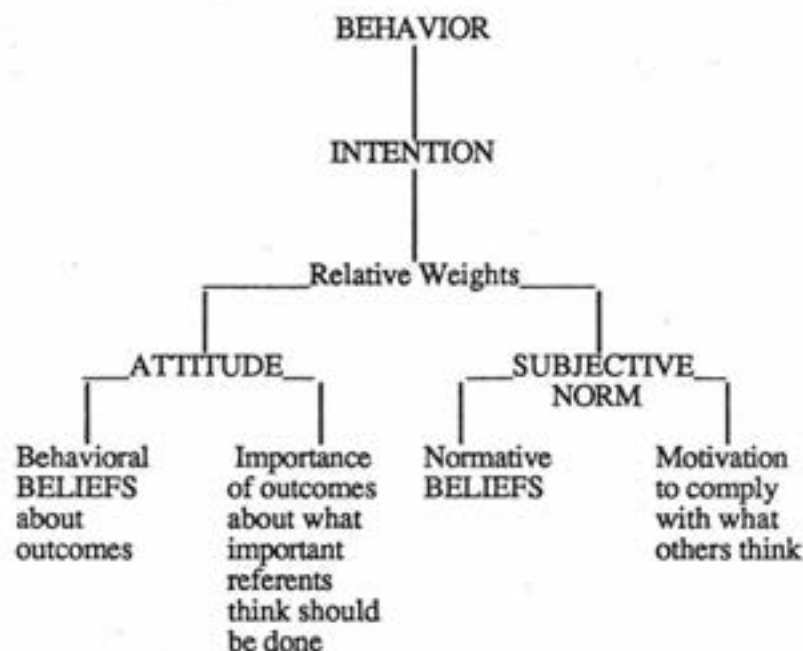 BEHAVIOR
INTENTION
Relative Weights
ATTITUDE
SUBJECTIVE
NORM
Behavioral
BELIEFS
about
outcomes
Importance
of outcomes
about what
important
referents
think should
be done
Normative
BELIEFS
Motivation
to comply
with what
others think